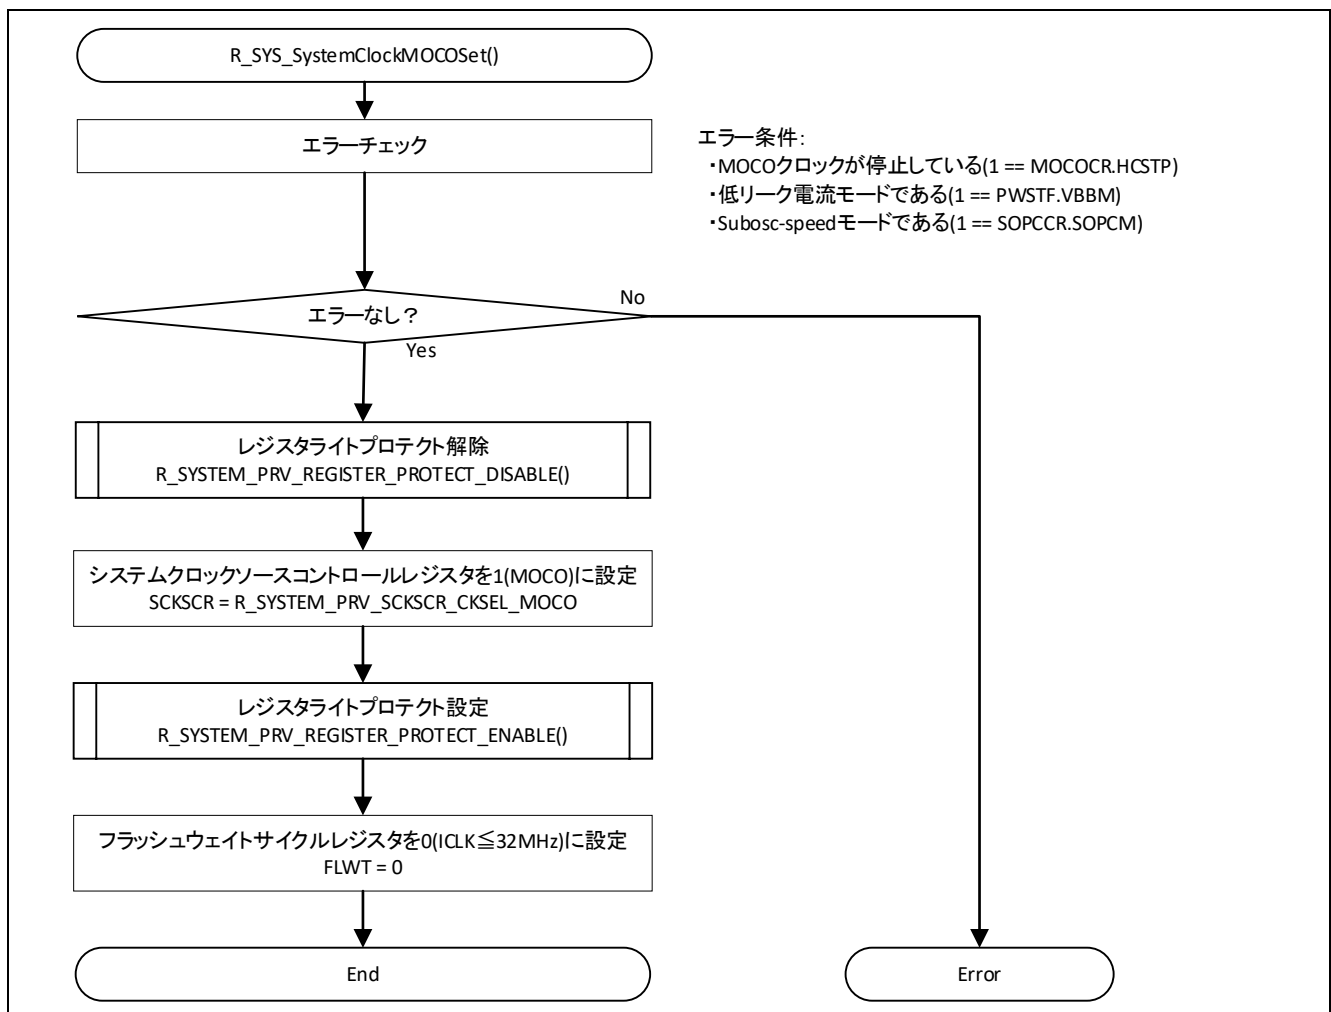 R_SYS_SystemClockMOCOSet()
エラーチェック
エラー条件:
・MOCOクロックが停止している(1 == MOCOCR.HCSTP)
・低リーク電流モードである(1 == PWSTF.VBBM)
・Subosc-speedモードである(1 == SOPCCR.SOPCM)
エラーなし？
No
Yes
レジスタライトプロテクト解除
R_SYSTEM_PRV_REGISTER_PROTECT_DISABLE()
システムクロックソースコントロールレジスタを1(MOCO)に設定
SCKSCR = R_SYSTEM_PRV_SCKSCR_CKSEL_MOCO
レジスタライトプロテクト設定
R_SYSTEM_PRV_REGISTER_PROTECT_ENABLE()
フラッシュウェイトサイクルレジスタを0(ICLK≦32MHz)に設定
FLWT = 0
End
Error